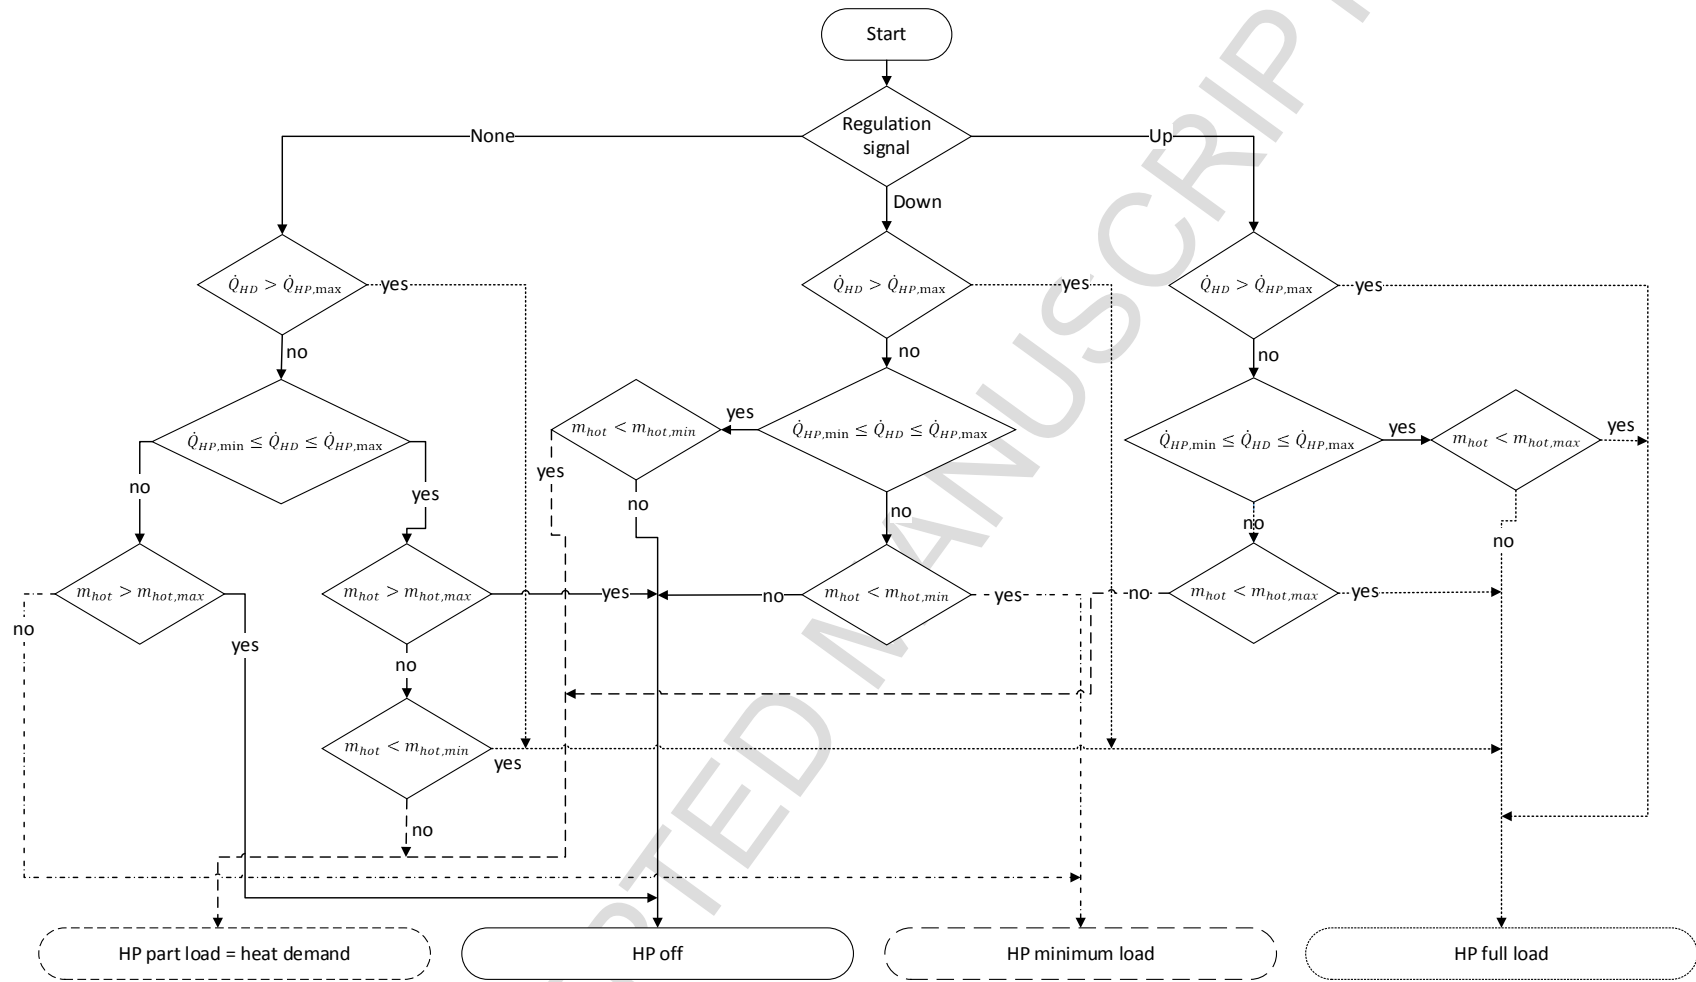 Start
Regulation
signal
None
Up
Down
Q̇_HD > Q̇_HP,max
yes
Q̇_HD > Q̇_HP,max
yes
Q̇_HD > Q̇_HP,max
yes
no
no
no
Q̇_HP,min ≤ Q̇_HD ≤ Q̇_HP,max
m_hot < m_hot,min
yes
Q̇_HP,min ≤ Q̇_HD ≤ Q̇_HP,max
Q̇_HP,min ≤ Q̇_HD ≤ Q̇_HP,max
yes
m_hot < m_hot,max
yes
no
yes
yes
no
no
no
no
m_hot > m_hot,max
m_hot > m_hot,max
yes
no
m_hot < m_hot,min
yes
no
m_hot < m_hot,max
yes
no
yes
no
m_hot < m_hot,min
yes
no
HP part load = heat demand
HP off
HP minimum load
HP full load
PTED MANUSCRIP